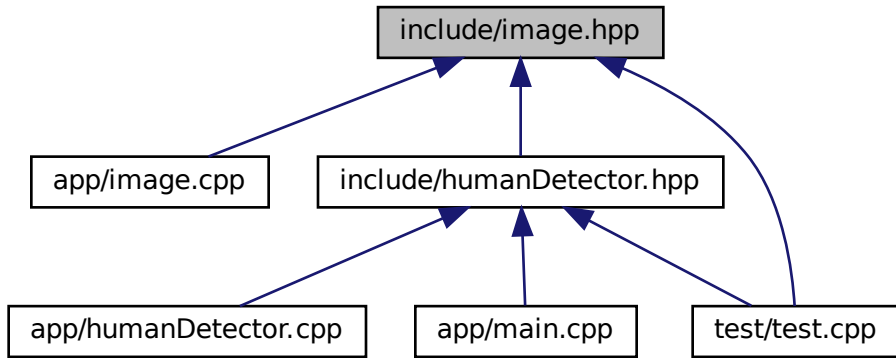 include/image.hpp
app/image.cpp
include/humanDetector.hpp
app/humanDetector.cpp
app/main.cpp
test/test.cpp